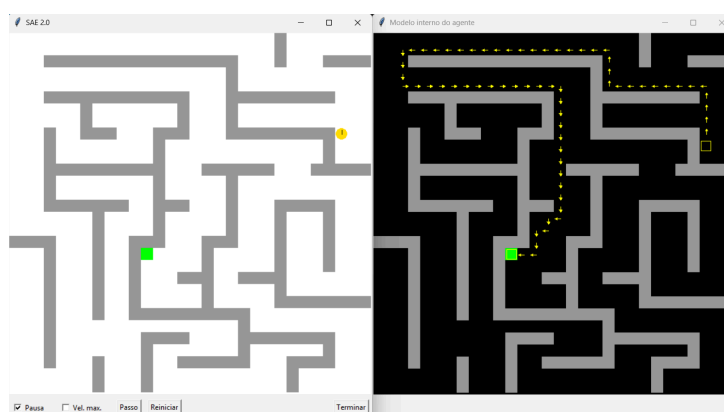 SAE 2.0
Modelo interno do agente
Pausa
Vel. max.
Passo
Reiniciar
Terminar